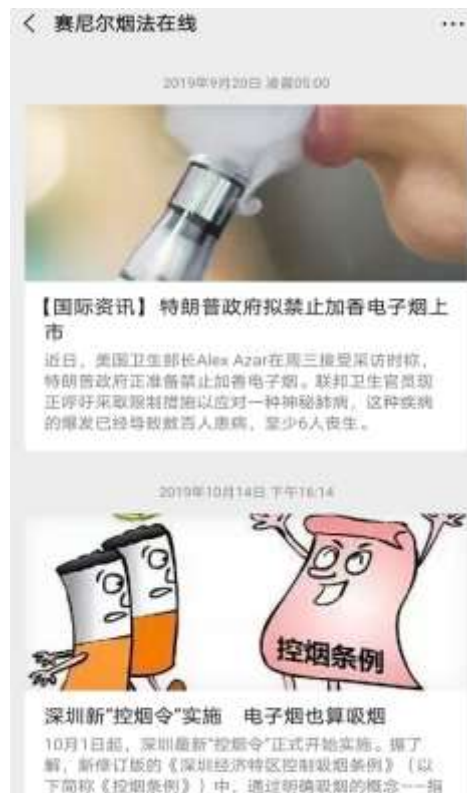 赛尼尔烟法在线
2019年9月20日 凌晨05:00
【国际资讯】特朗普政府拟禁止加香电子烟上
市
近日，美国卫生部长Alex Azar在周三接受采访时称，
特朗普政府正准备禁止加香电子烟。联邦卫生官员现
正呼吁采取限制措施以应对一种神秘肺病，这种疾病
的爆发已经导致数百人患病，至少6人丧生。
2019年10月14日 下午16:14
控烟条例
深圳新"控烟令"实施 电子烟也算吸烟
10月1日起，深圳最新"控烟令"正式开始实施。据了
解，新修订版的《深圳经济特区控制吸烟条例》（以
下简称《控烟条例》）中，通过明确吸烟的概念——指